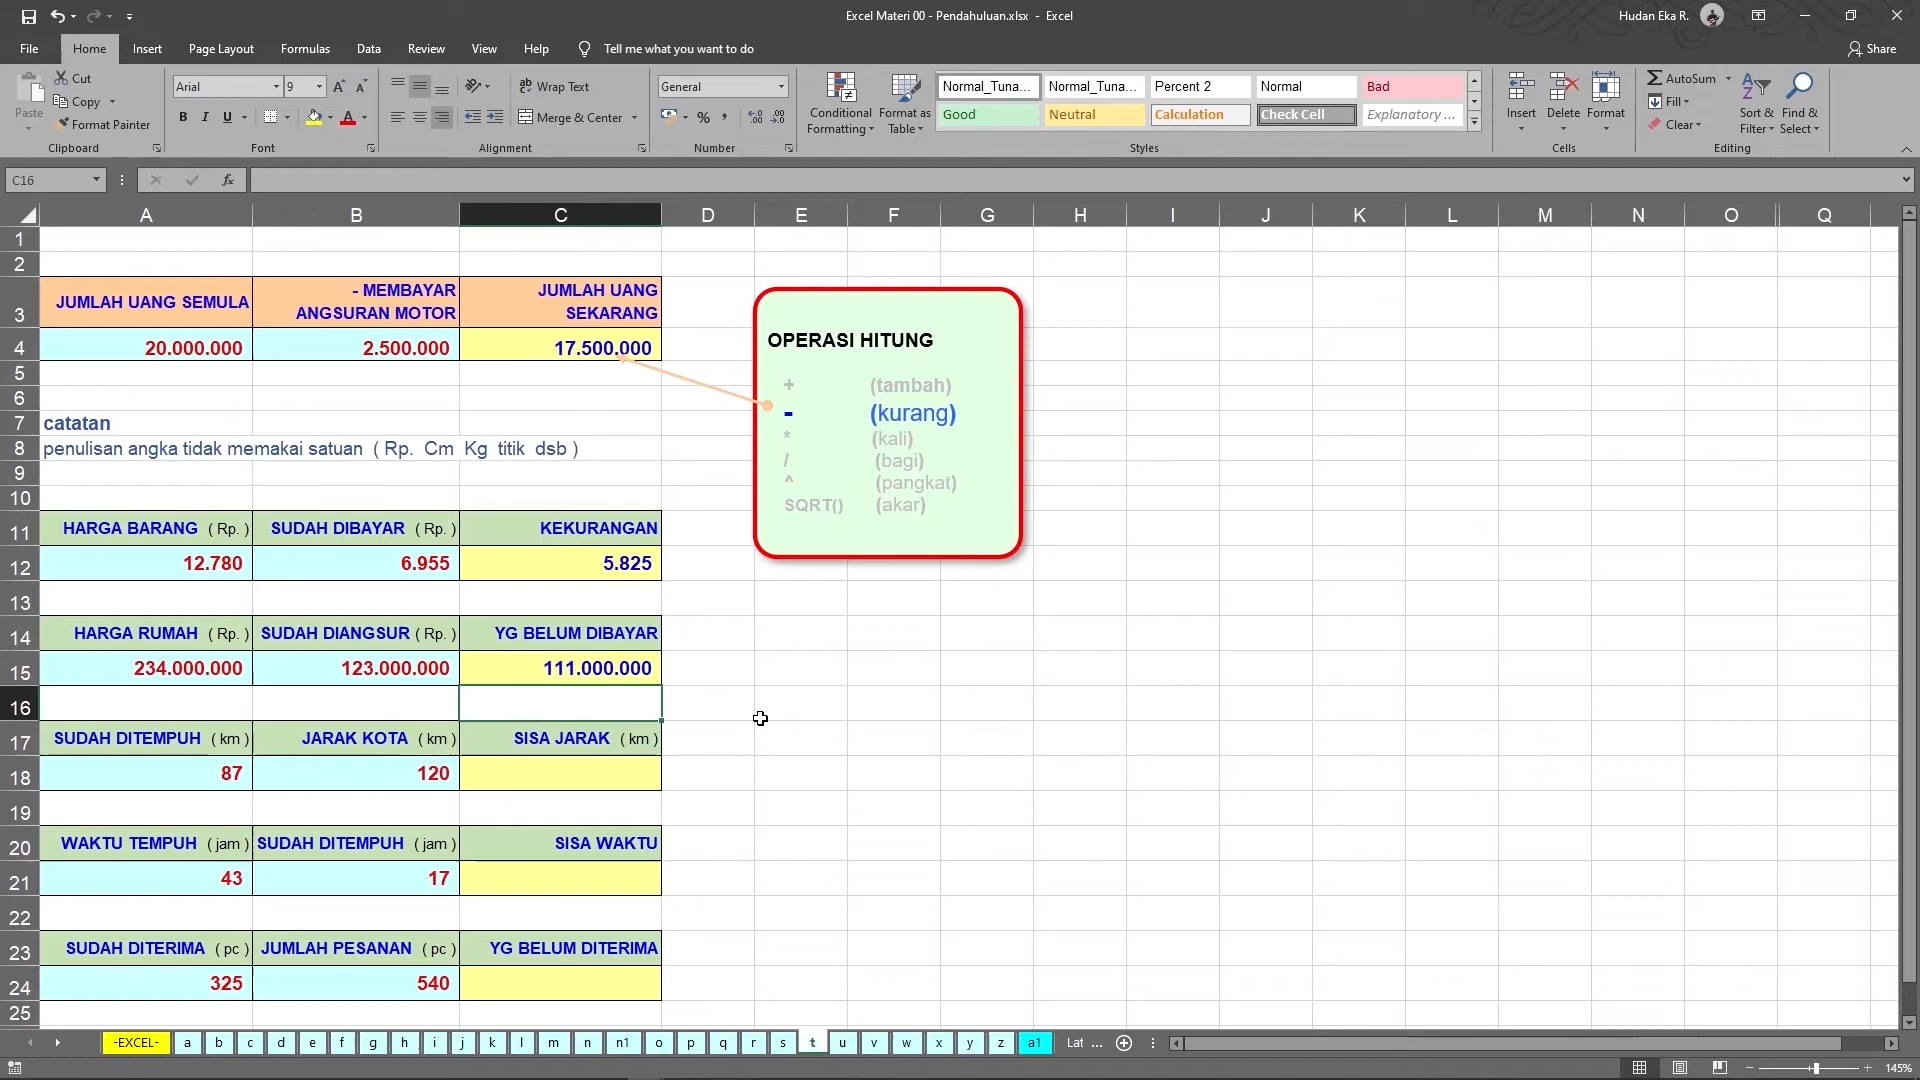 Excel Materi 00 - Pendahuluan.xlsx - Excel
Hudan Eka R.
File Home Insert Page Layout Formulas Data Review View Help Tell me what you want to do
Share
Paste
Cut
Copy
Format Painter
Clipboard
Arial 9
B I U
Font
Wrap Text
Merge & Center
Alignment
General
%
Number
Conditional Formatting
Format as Table
Normal_Tuna... Normal_Tuna... Percent 2 Normal Bad
Good Neutral Calculation Check Cell Explanatory ...
Styles
Insert Delete Format
Cells
AutoSum
Fill
Clear
Sort & Filter
Find & Select
Editing
C16
fx
A B C D E F G H I J K L M N O Q
1
2
3 JUMLAH UANG SEMULA - MEMBAYAR ANGSURAN MOTOR JUMLAH UANG SEKARANG
4 20.000.000 2.500.000 17.500.000
5
6
7 catatan
8 penulisan angka tidak memakai satuan ( Rp. Cm Kg titik dsb )
9
10
11 HARGA BARANG ( Rp. ) SUDAH DIBAYAR ( Rp. ) KEKURANGAN
12 12.780 6.955 5.825
13
14 HARGA RUMAH ( Rp. ) SUDAH DIANGSUR ( Rp. ) YG BELUM DIBAYAR
15 234.000.000 123.000.000 111.000.000
16
17 SUDAH DITEMPUH ( km ) JARAK KOTA ( km ) SISA JARAK ( km )
18 87 120
19
20 WAKTU TEMPUH ( jam ) SUDAH DITEMPUH ( jam ) SISA WAKTU
21 43 17
22
23 SUDAH DITERIMA ( pc ) JUMLAH PESANAN ( pc ) YG BELUM DITERIMA
24 325 540
25
OPERASI HITUNG
+ (tambah)
- (kurang)
* (kali)
/ (bagi)
^ (pangkat)
SQRT() (akar)
-EXCEL- a b c d e f g h i j k l m n n1 o p q r s t u v w x y z a1 Lat ...
145%